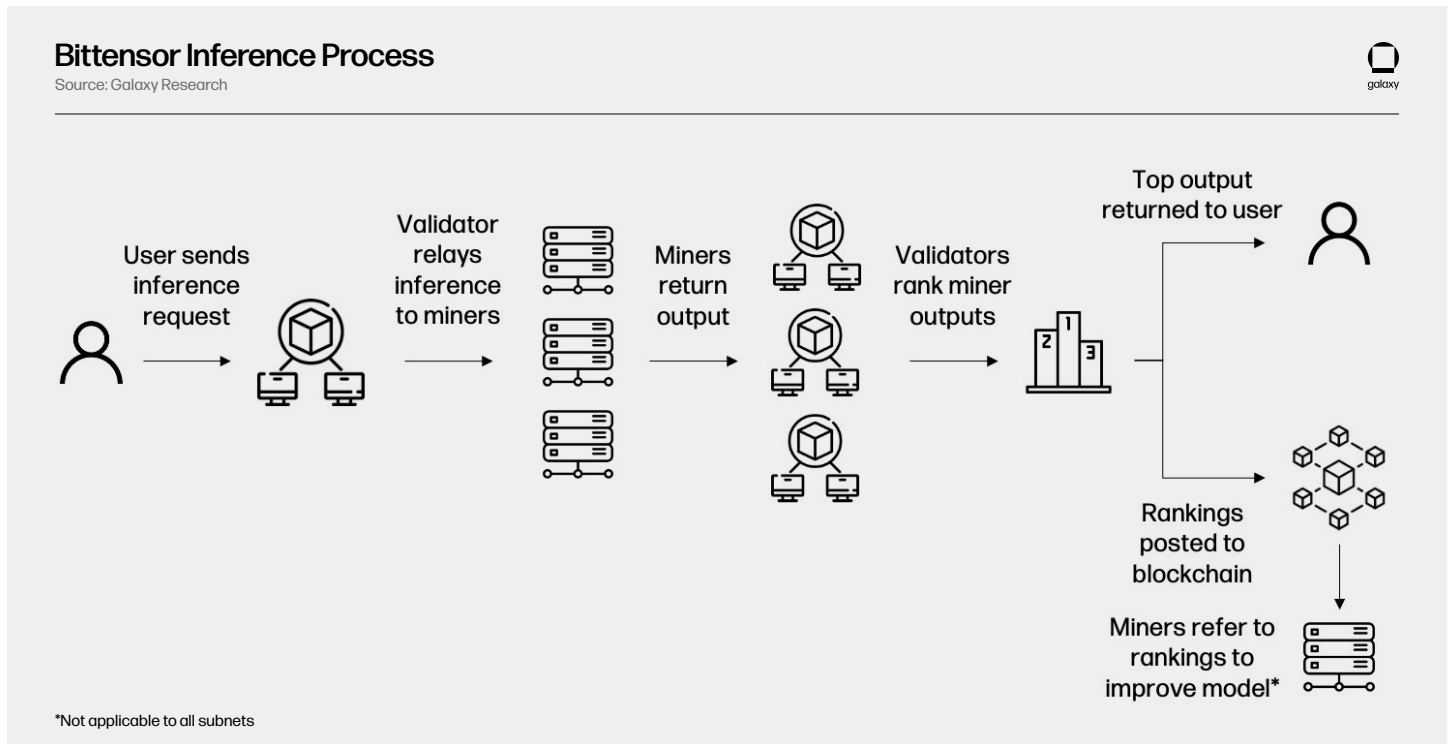 Bittensor Inference Process
Source: Galaxy Research
galaxy
User sends
inference
request
Validator
relays
inference
to miners
Miners
return
output
Validators
rank miner
outputs
2
1
3
Top output
returned to user
Rankings
posted to
blockchain
Miners refer to
rankings to
improve model*
*Not applicable to all subnets